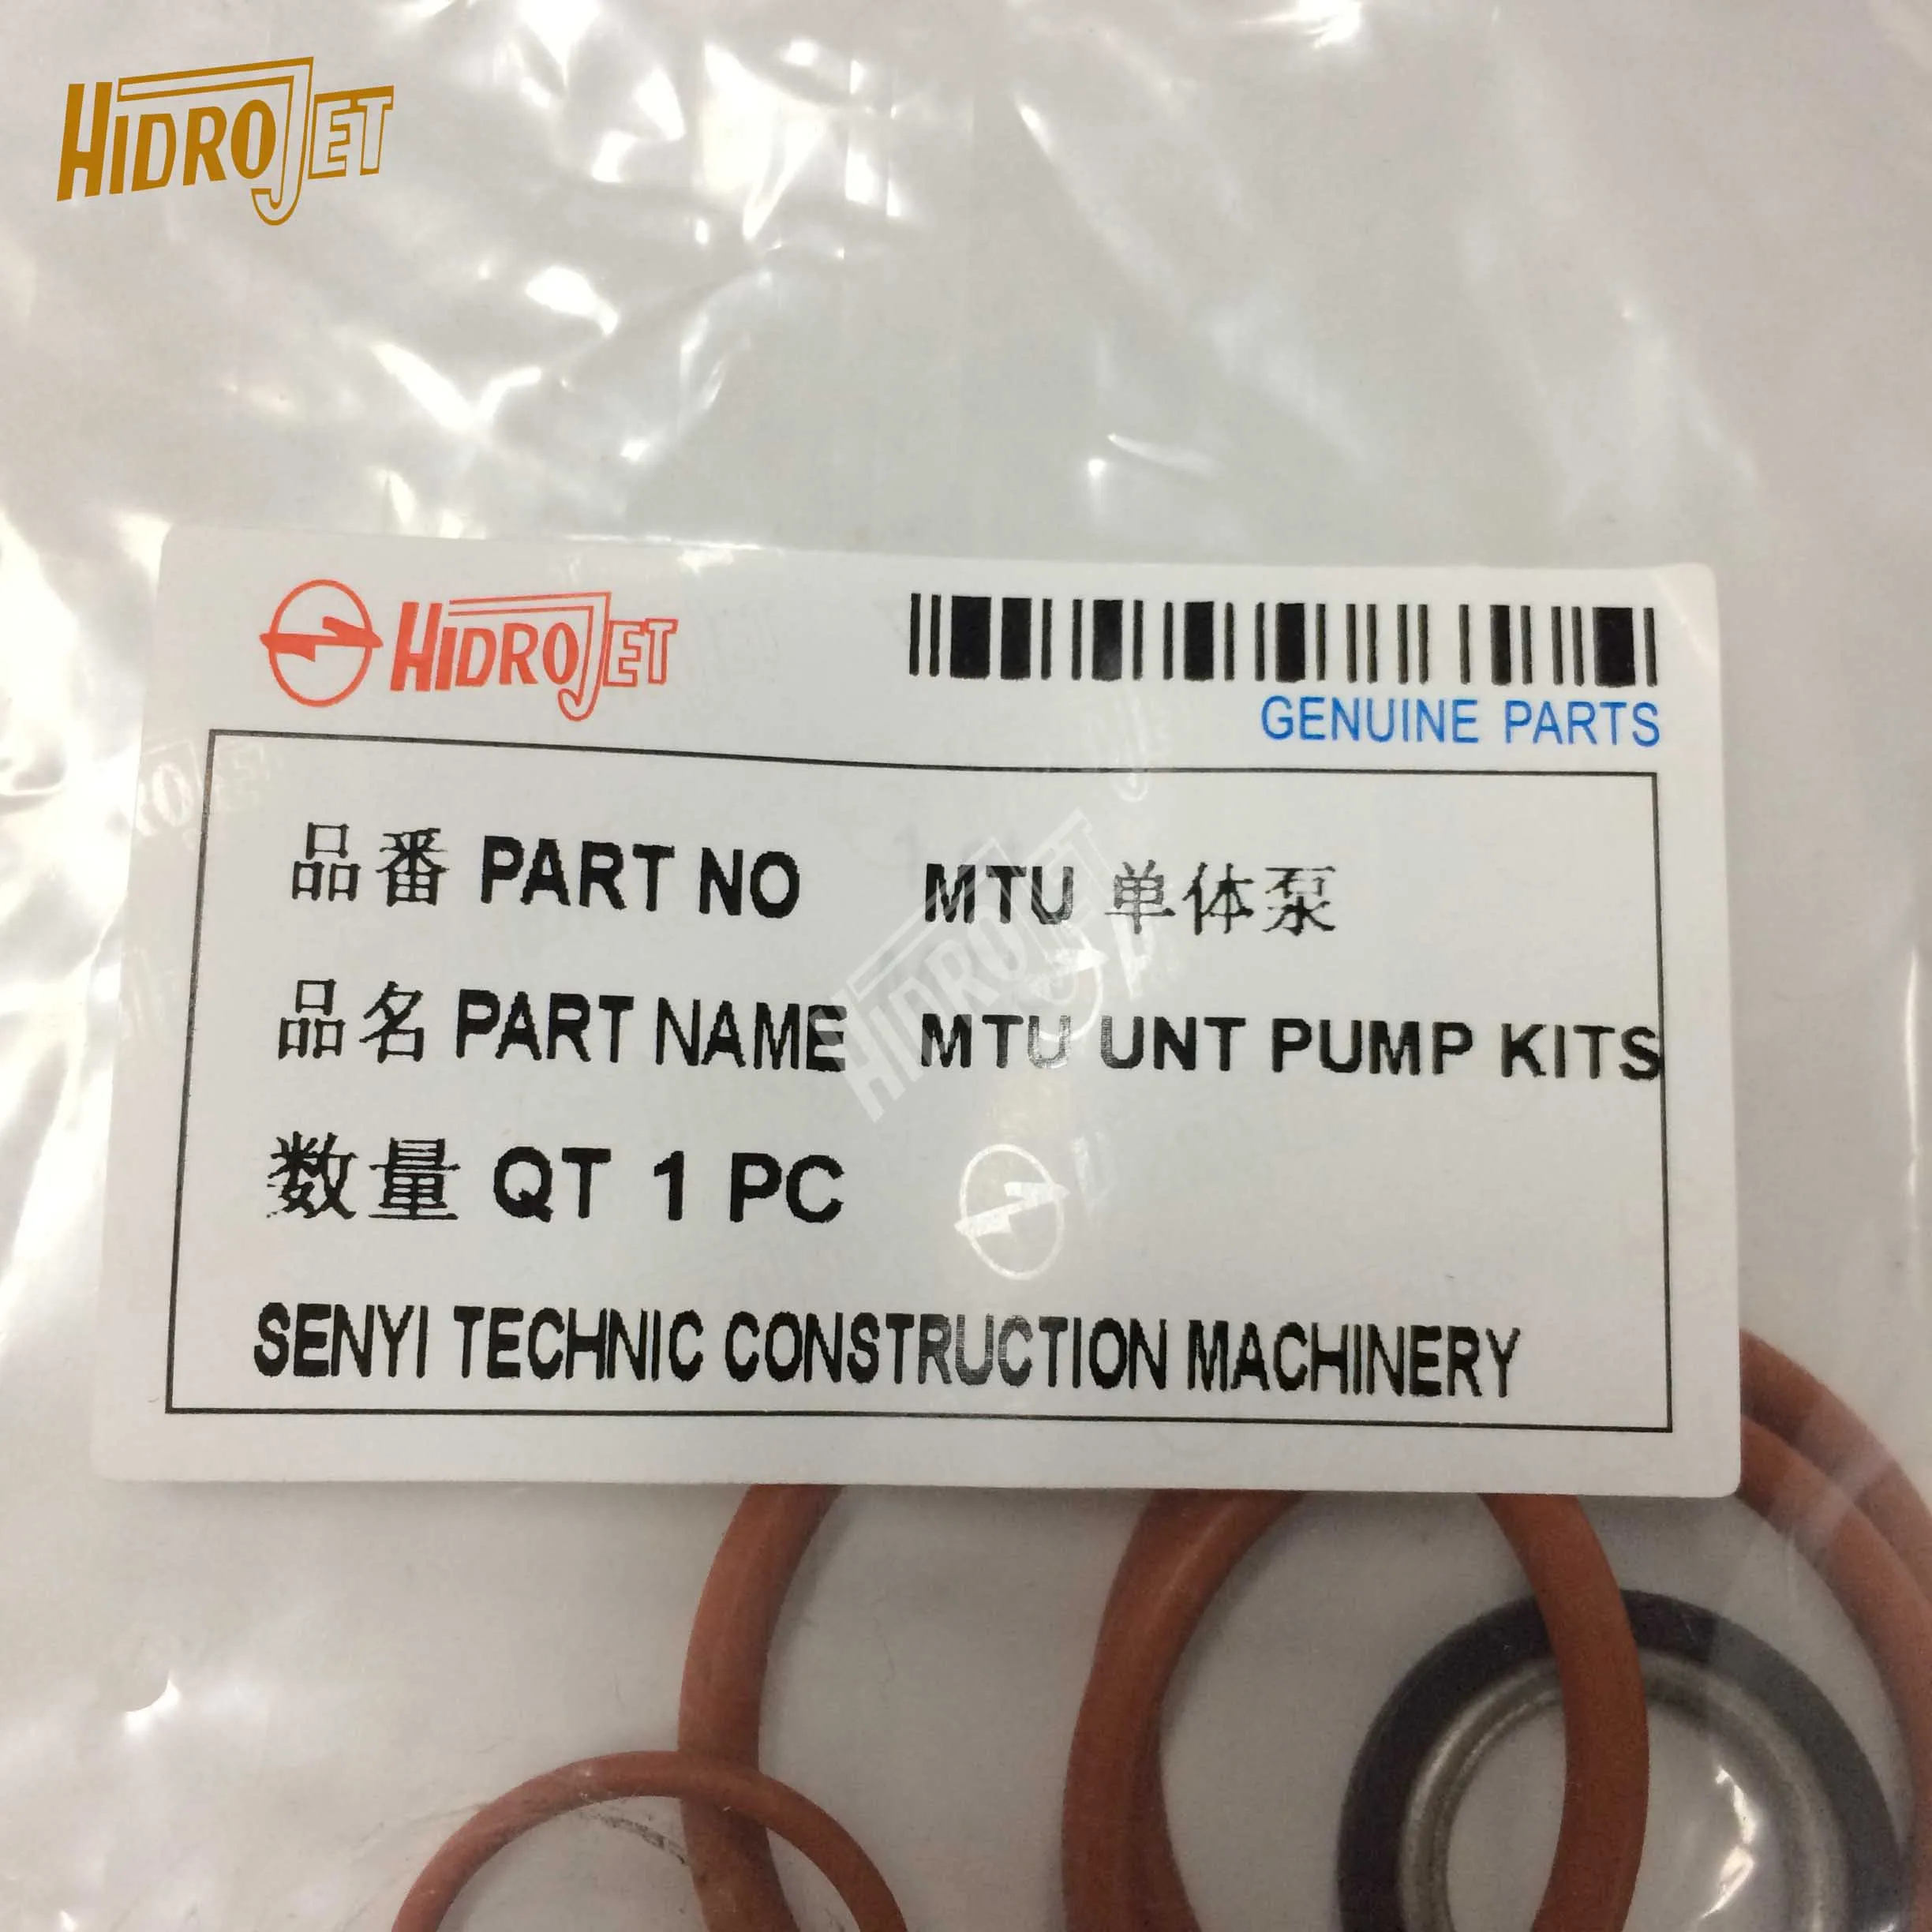 HIDROJET
HIDROJET
GENUINE PARTS
品番 PART NO MTU 单体泵
品名 PART NAME MTU UNT PUMP KITS
数量 QT 1 PC
SENYI TECHNIC CONSTRUCTION MACHINERY
HIDROJET